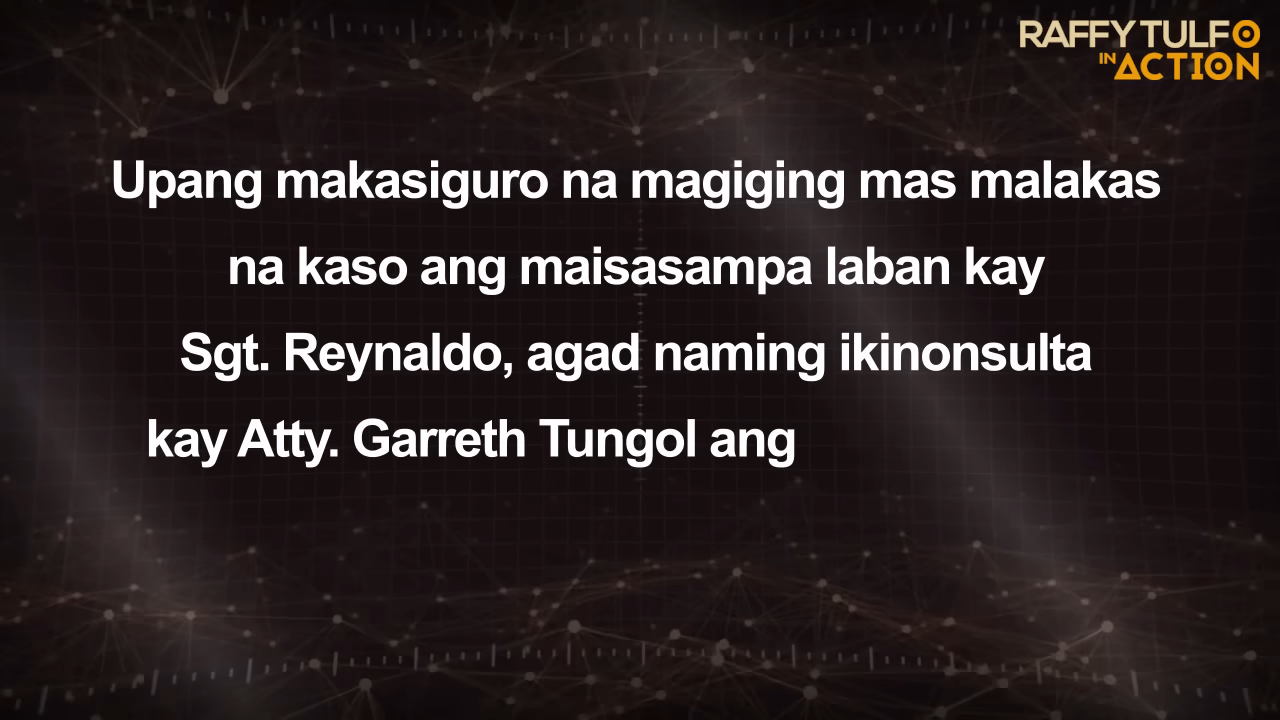 RAFFY TULFO
IN ACTION
Upang makasiguro na magiging mas malakas
na kaso ang maisasampa laban kay
Sgt. Reynaldo, agad naming ikinonsulta
kay Atty. Garreth Tungol ang